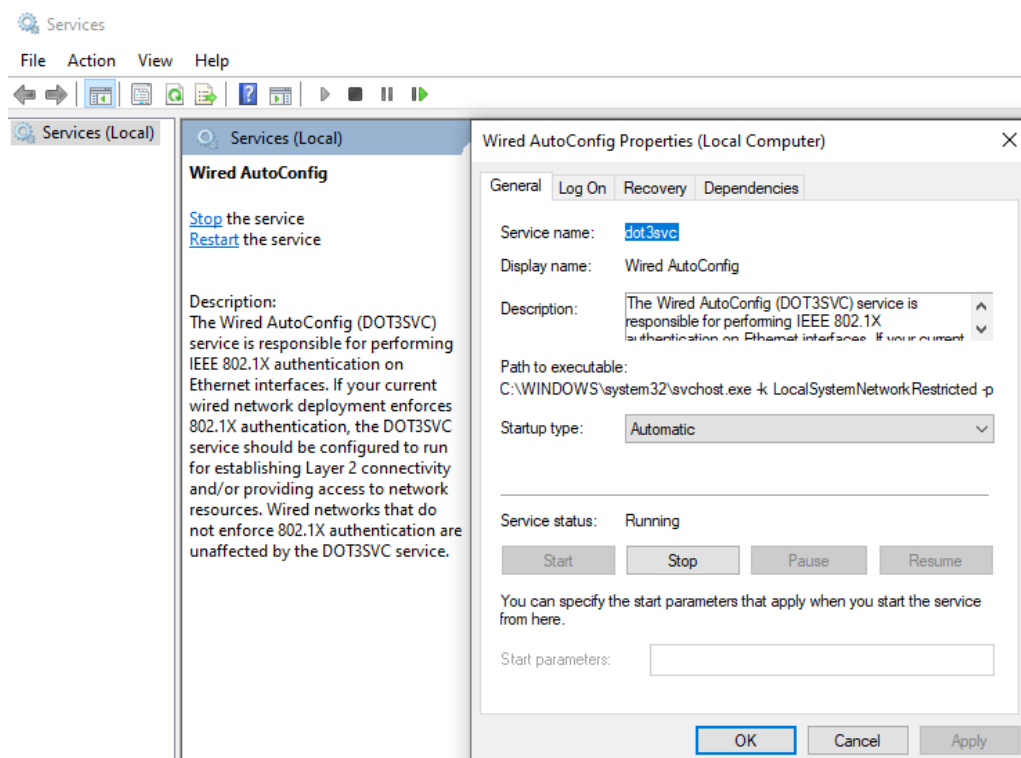 Services
File Action View Help
Services (Local)
Services (Local)
Wired AutoConfig
Stop the service
Restart the service
Description:
The Wired AutoConfig (DOT3SVC)
service is responsible for performing
IEEE 802.1X authentication on
Ethernet interfaces. If your current
wired network deployment enforces
802.1X authentication, the DOT3SVC
service should be configured to run
for establishing Layer 2 connectivity
and/or providing access to network
resources. Wired networks that do
not enforce 802.1X authentication are
unaffected by the DOT3SVC service.
Wired AutoConfig Properties (Local Computer)
General Log On Recovery Dependencies
Service name: dot3svc
Display name: Wired AutoConfig
Description: The Wired AutoConfig (DOT3SVC) service is
responsible for performing IEEE 802.1X
authentication on Ethernet interfaces. If your current
Path to executable:
C:\WINDOWS\system32\svchost.exe -k LocalSystemNetworkRestricted -p
Startup type: Automatic
Service status: Running
Start Stop Pause Resume
You can specify the start parameters that apply when you start the service
from here.
Start parameters:
OK Cancel Apply